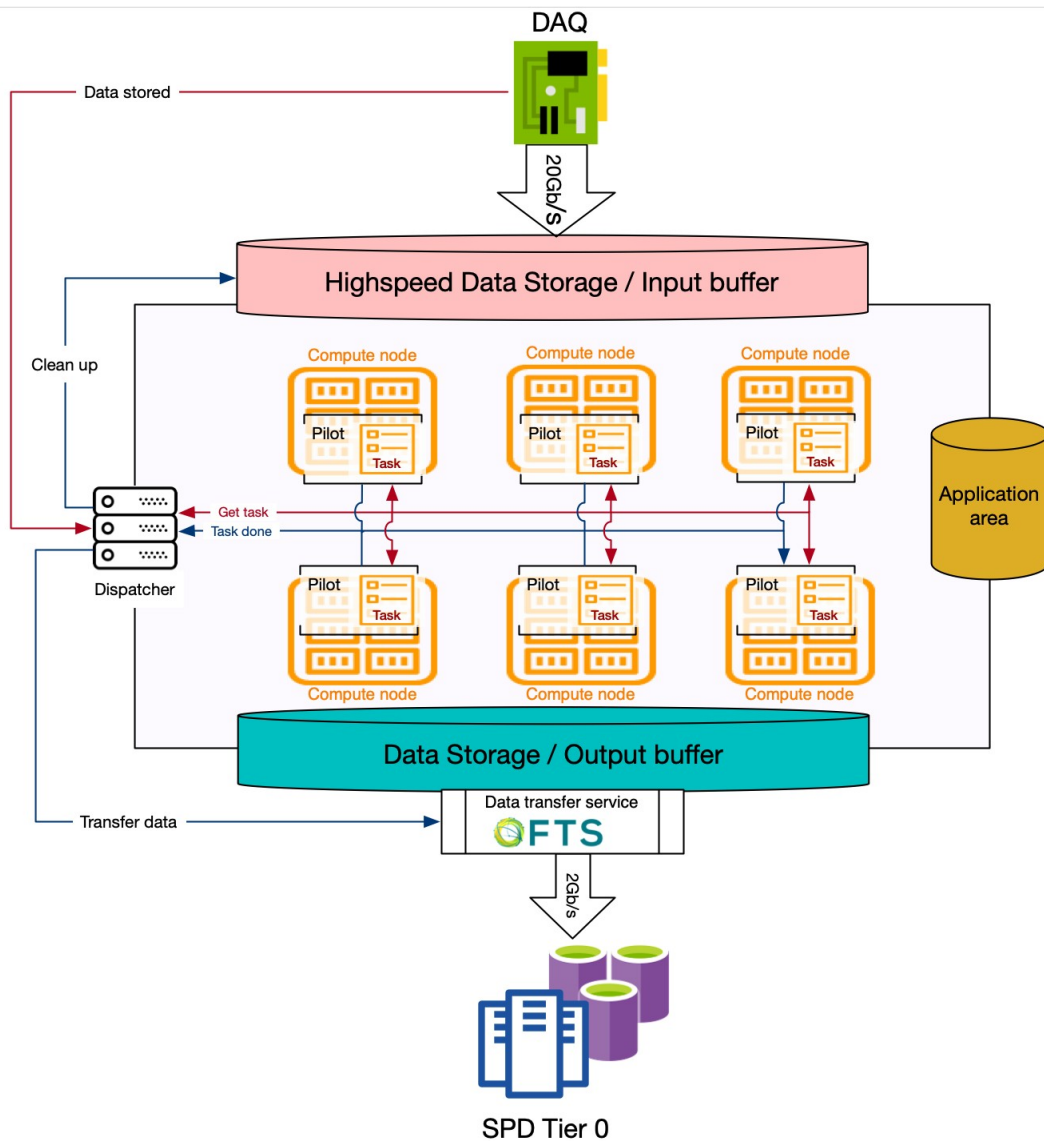 DAQ
Data stored
20Gb/s
Highspeed Data Storage / Input buffer
Clean up
Compute node
Compute node
Compute node
Pilot
Task
Pilot
Task
Pilot
Task
Application
area
Get task
Task done
Dispatcher
Pilot
Task
Pilot
Task
Pilot
Task
Compute node
Compute node
Compute node
Data Storage / Output buffer
Data transfer service
FTS
Transfer data
2Gb/s
SPD Tier 0